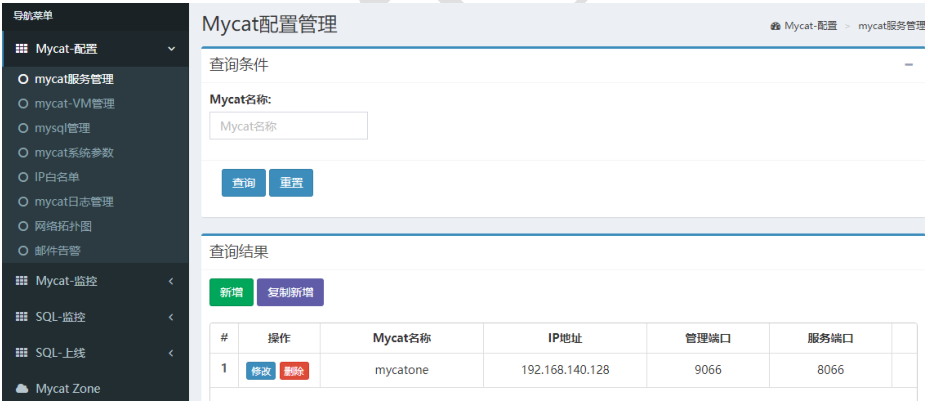 导航菜单
Mycat-配置
mycat服务管理
mycat-VM管理
mysql管理
mycat系统参数
IP白名单
mycat日志管理
网络拓扑图
邮件告警
Mycat-监控
SQL-监控
SQL-上线
Mycat Zone
Mycat配置管理
Mycat-配置 > mycat服务管理
查询条件
Mycat名称:
Mycat名称
查询 重置
查询结果
新增 复制新增
# 操作 Mycat名称 IP地址 管理端口 服务端口
1 修改 删除 mycatone 192.168.140.128 9066 8066